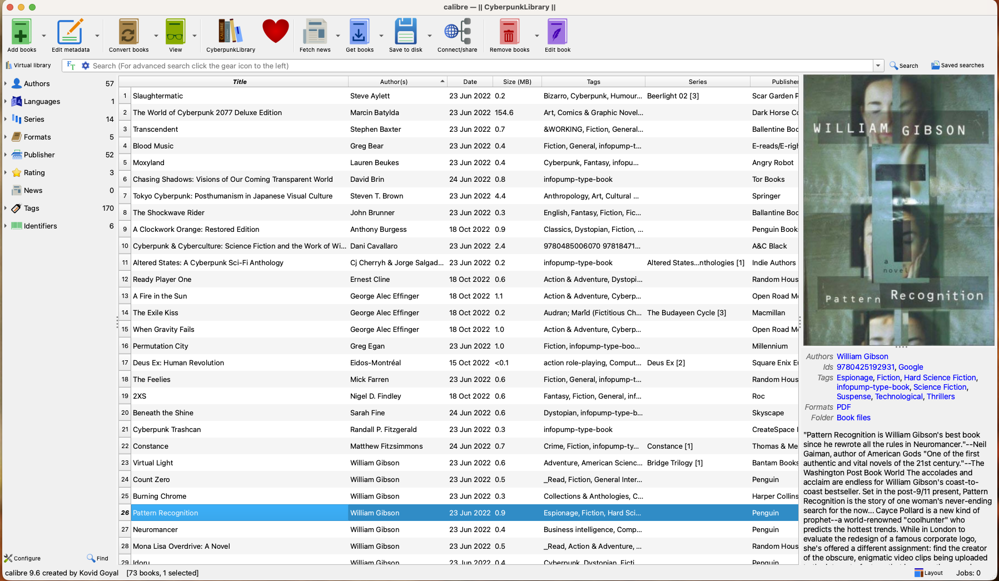 calibre — || CyberpunkLibrary ||
Add books
Edit metadata
Convert books
View
CyberpunkLibrary
Fetch news
Get books
Save to disk
Connect/share
Remove books
Edit book
Virtual library
Search (For advanced search click the gear icon to the left)
Search
Saved searches
Authors 57
Languages 1
Series 14
Formats 5
Publisher 52
Rating 3
News 0
Tags 170
Identifiers 6
Title Author(s) Date Size (MB) Tags Series Publisher
1 Slaughtermatic Steve Aylett 23 Jun 2022 0.2 Bizarro, Cyberpunk, Humour... Beerlight 02 [3] Scar Garden P
2 The World of Cyberpunk 2077 Deluxe Edition Marcin Batylda 23 Jun 2022 154.6 Art, Comics & Graphic Novel... Dark Horse Co
3 Transcendent Stephen Baxter 23 Jun 2022 0.7 &WORKING, Fiction, General... Ballentine Boo
4 Blood Music Greg Bear 23 Jun 2022 0.4 Fiction, General, infopump-t... E-reads/E-righ
5 Moxyland Lauren Beukes 23 Jun 2022 0.4 Cyberpunk, Fantasy, infopu... Angry Robot
6 Chasing Shadows: Visions of Our Coming Transparent World David Brin 24 Jun 2022 0.8 infopump-type-book Tor Books
7 Tokyo Cyberpunk: Posthumanism in Japanese Visual Culture Steven T. Brown 23 Jun 2022 4.4 Anthropology, Art, Cultural ... Springer
8 The Shockwave Rider John Brunner 23 Jun 2022 0.3 English, Fantasy, Fiction, Fic... Ballantine Boo
9 A Clockwork Orange: Restored Edition Anthony Burgess 18 Oct 2022 0.9 Classics, Dystopian, Fiction, ... Penguin Books
10 Cyberpunk & Cyberculture: Science Fiction and the Work of Wi... Dani Cavallaro 23 Jun 2022 2.4 9780485006070 97818471... A&C Black
11 Altered States: A Cyberpunk Sci-Fi Anthology Cj Cherryh & Jorge Salgad... 23 Jun 2022 0.2 infopump-type-book Altered States...nthologies [1] Indie Authors
12 Ready Player One Ernest Cline 18 Oct 2022 0.6 Action & Adventure, Dystopi... Random Hous
13 A Fire in the Sun George Alec Effinger 18 Oct 2022 1.1 Action & Adventure, Cyberp... Open Road Me
14 The Exile Kiss George Alec Effinger 18 Oct 2022 0.2 Audran; Marîd (Fictitious Ch... The Budayeen Cycle [3] Macmillan
15 When Gravity Fails George Alec Effinger 18 Oct 2022 1.0 Action & Adventure, Cyberp... Open Road Me
16 Permutation City Greg Egan 23 Jun 2022 1.0 Fiction, infopump-type-boo... Millennium
17 Deus Ex: Human Revolution Eidos-Montréal 15 Oct 2022 <0.1 action role-playing, Comput... Deus Ex [2] Square Enix Eu
18 The Feelies Mick Farren 23 Jun 2022 0.6 Fiction, General, infopump-t... Random Hous
19 2XS Nigel D. Findley 18 Oct 2022 0.6 Fantasy, Fiction, General, inf... Roc
20 Beneath the Shine Sarah Fine 24 Jun 2022 0.6 Dystopian, infopump-type-b... Skyscape
21 Cyberpunk Trashcan Randall P. Fitzgerald 23 Jun 2022 0.3 infopump-type-book CreateSpace I
22 Constance Matthew Fitzsimmons 24 Jun 2022 0.7 Crime, Fiction, infopump-ty... Constance [1] Thomas & Me
23 Virtual Light William Gibson 23 Jun 2022 0.6 Adventure, American Scienc... Bridge Trilogy [1] Bantam Books
24 Count Zero William Gibson 23 Jun 2022 0.5 _Read, Fiction, General Inter... Penguin
25 Burning Chrome William Gibson 23 Jun 2022 0.3 Collections & Anthologies, C... Harper Collins
26 Pattern Recognition William Gibson 23 Jun 2022 0.9 Espionage, Fiction, Hard Sci... Penguin
27 Neuromancer William Gibson 23 Jun 2022 0.4 Business intelligence, Comp... Penguin
28 Mona Lisa Overdrive: A Novel William Gibson 23 Jun 2022 0.5 _Read, Action & Adventure, ... Random Hous
29 Idoru William Gibson 23 Jun 2022 0.4 Cyberpunk, Dystopian, Ficti... Penguin
WILLIAM GIBSON
a
novel
Pattern Recognition
Authors William Gibson
Ids 9780425192931, Google
Tags Espionage, Fiction, Hard Science Fiction,
infopump-type-book, Science Fiction,
Suspense, Technological, Thrillers
Formats PDF
Folder Book files
"Pattern Recognition is William Gibson's best book
since he rewrote all the rules in Neuromancer."--Neil
Gaiman, author of American Gods "One of the first
authentic and vital novels of the 21st century."--The
Washington Post Book World The accolades and
acclaim are endless for William Gibson's coast-to-
coast bestseller. Set in the post-9/11 present, Pattern
Recognition is the story of one woman's never-ending
search for the now... Cayce Pollard is a new kind of
prophet--a world-renowned "coolhunter" who
predicts the hottest trends. While in London to
evaluate the redesign of a famous corporate logo,
she's offered a different assignment: find the creator
of the obscure, enigmatic video clips being uploaded
Configure
Find
calibre 9.6 created by Kovid Goyal [73 books, 1 selected]
Layout
Jobs: 0